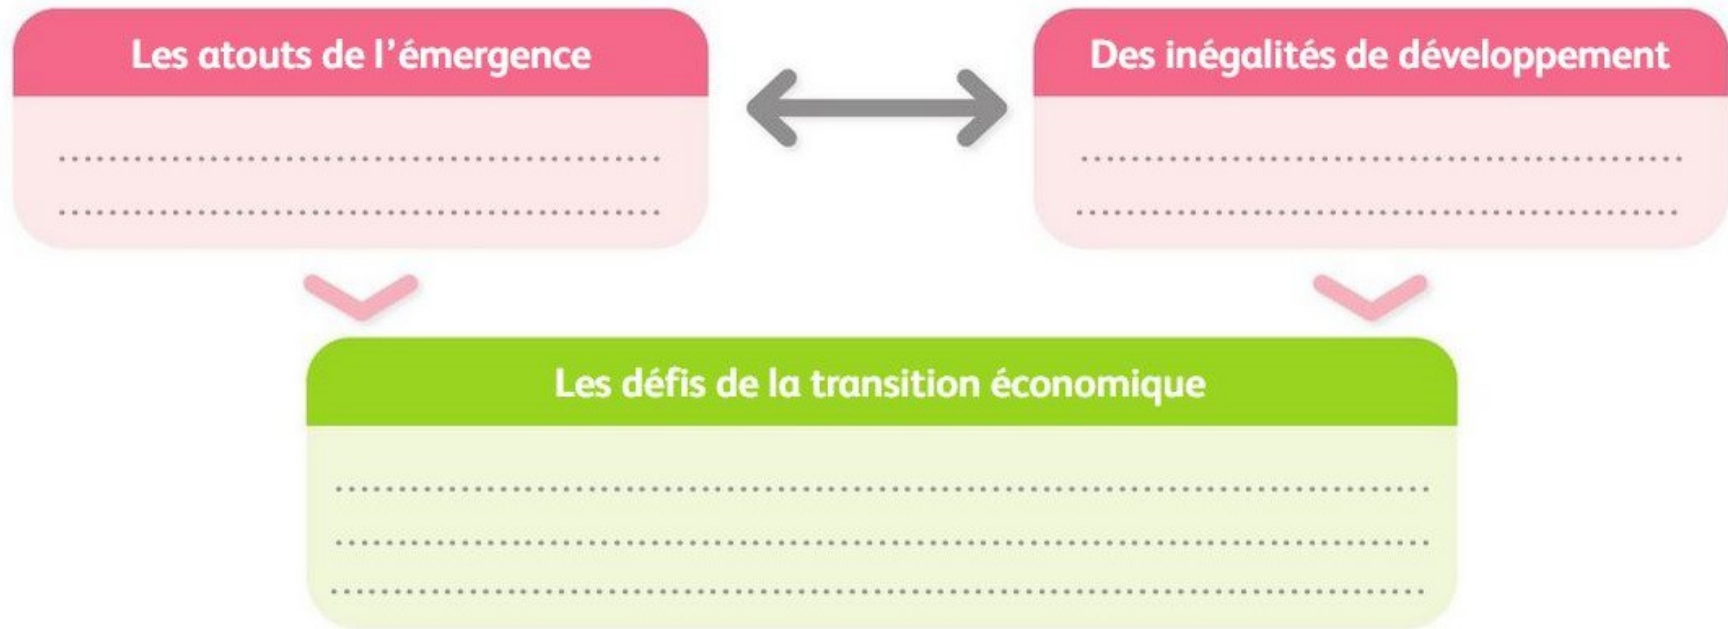 Les atouts de l'émergence
Des inégalités de développement
Les défis de la transition économique